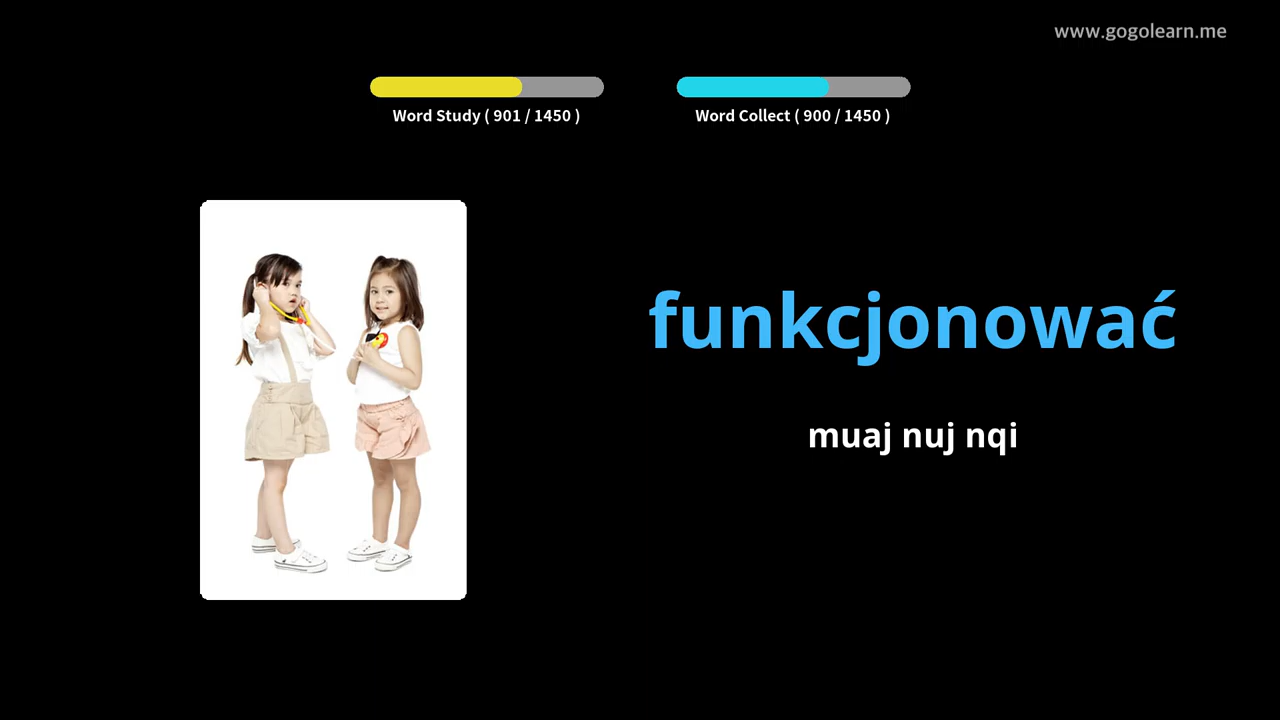 www.gogolearn.me
Word Study ( 901 / 1450 )
Word Collect ( 900 / 1450 )
funkcjonować
muaj nuj nqi